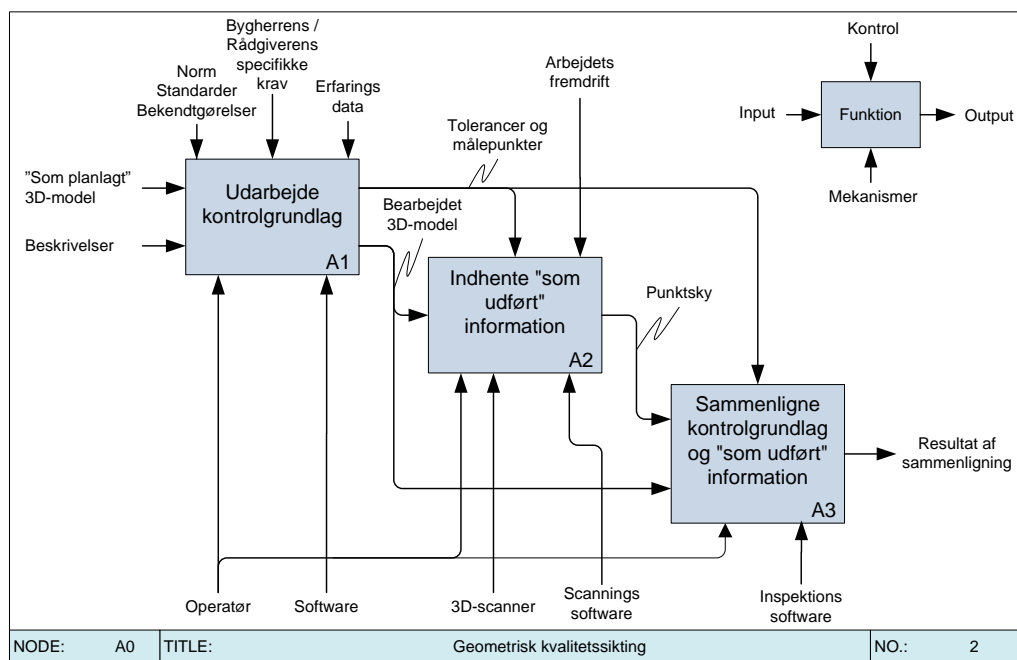 Bygherrens /
Rådgiverens
specifikke
krav
Norm
Standarder
Bekendtgørelser
Erfarings
data
Arbejdets
fremdrift
Kontrol
Input
Funktion
Output
Mekanismer
Tolerancer og
målepunkter
"Som planlagt"
3D-model
Beskrivelser
Udarbejde
kontrolgrundlag
A1
Bearbejdet
3D-model
Indhente "som
udført"
information
A2
Punktsky
Sammenligne
kontrolgrundlag
og "som udført"
information
A3
Resultat af
sammenligning
Operatør
Software
3D-scanner
Scannings
software
Inspektions
software
NODE: A0 TITLE: Geometrisk kvalitetssikting NO.: 2